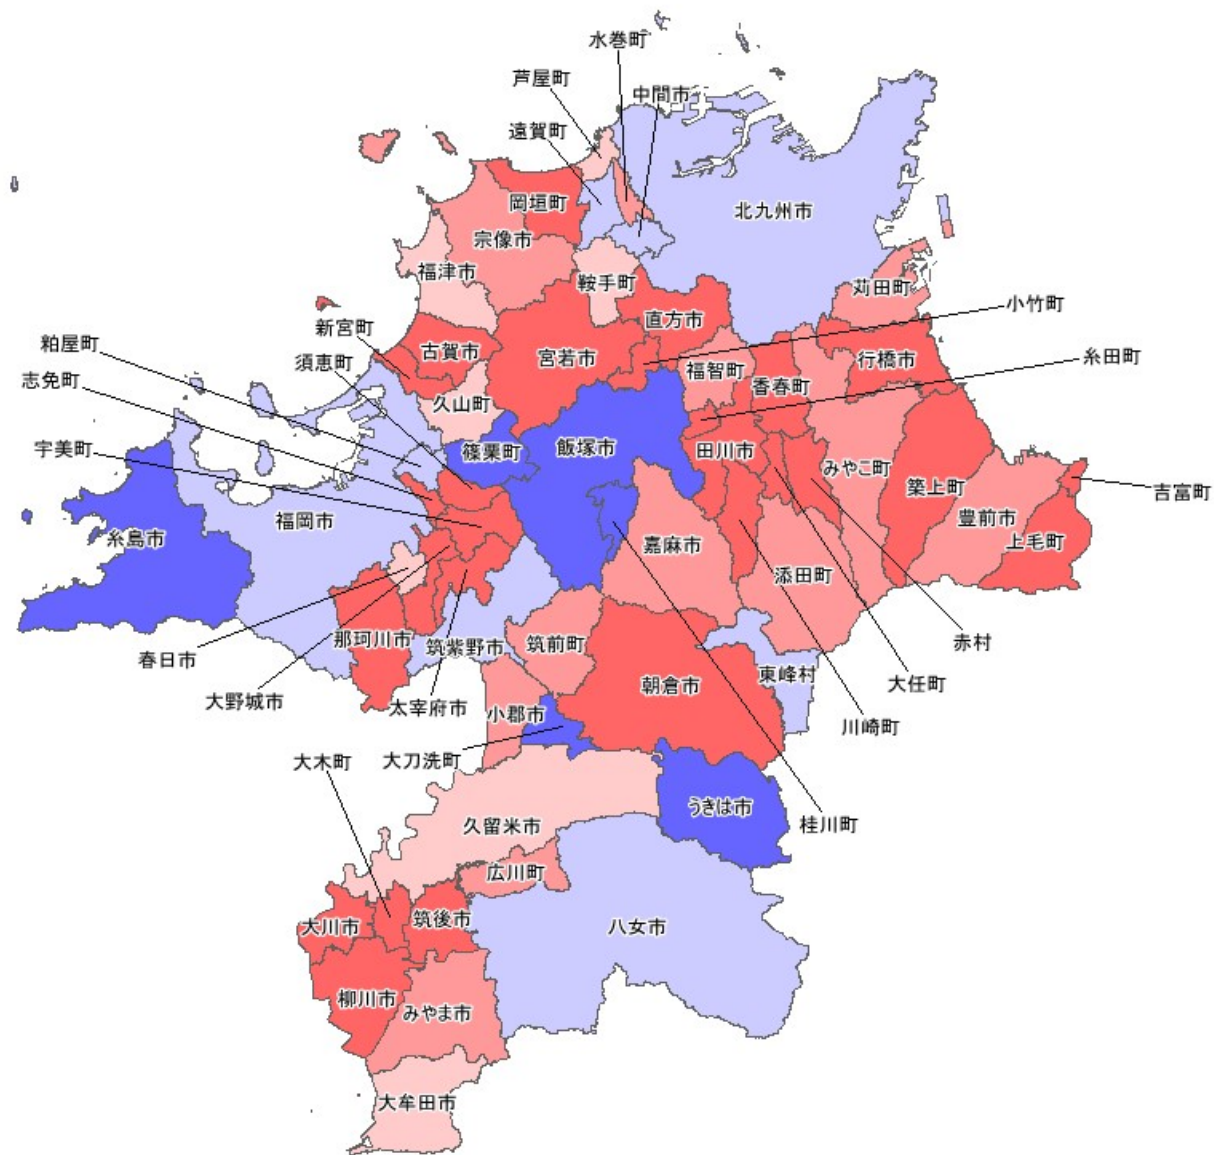 水巻町
芦屋町
中間市
遠賀町
岡垣町
北九州市
宗像市
福津市
鞍手町
苅田町
小竹町
新宮町
直方市
粕屋町
須恵町
古賀市
宮若市
行橋市
糸田町
福智町
志免町
香春町
久山町
宇美町
篠栗町
飯塚市
田川市
みやこ町
築上町
吉富町
福岡市
豊前市
糸島市
嘉麻市
上毛町
添田町
那珂川市
筑紫野市
筑前町
赤村
春日市
東峰村
朝倉市
大任町
大野城市
太宰府市
小郡市
川崎町
大木町
大刀洗町
うきは市
久留米市
桂川町
広川町
大川市
筑後市
八女市
柳川市
みやま市
大牟田市